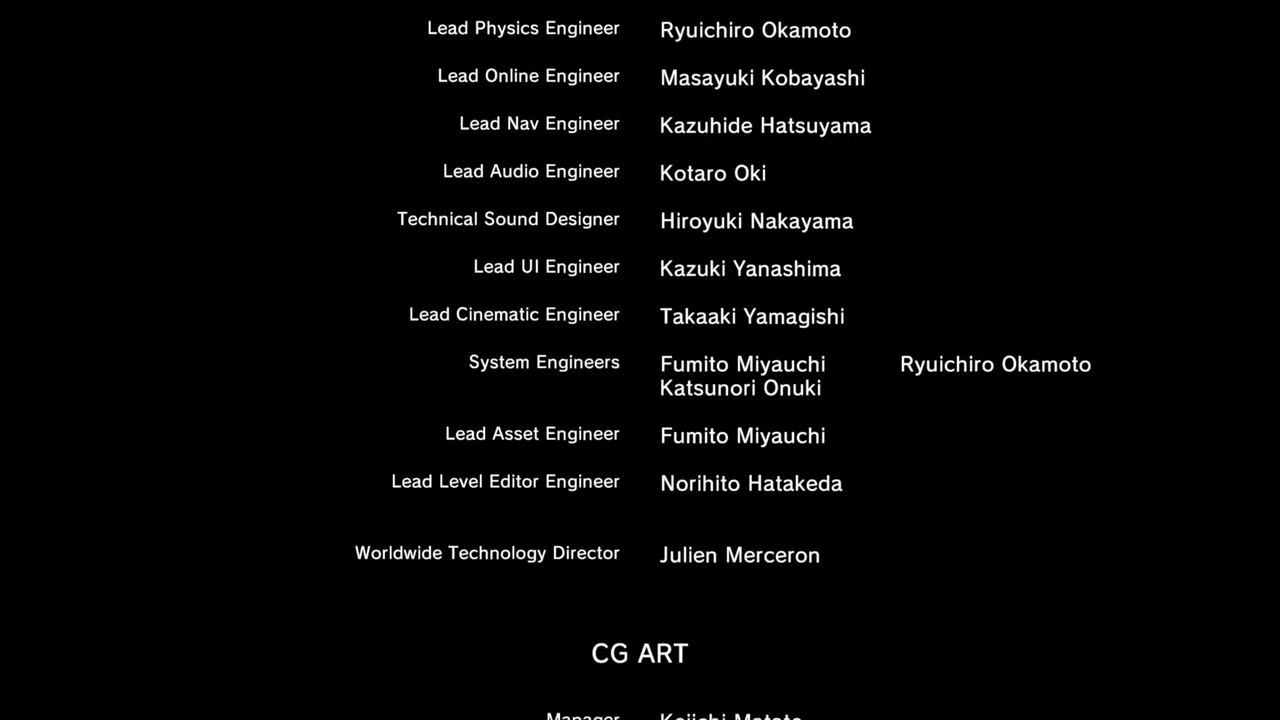 Lead Physics Engineer Ryuichiro Okamoto
Lead Online Engineer Masayuki Kobayashi
Lead Nav Engineer Kazuhide Hatsuyama
Lead Audio Engineer Kotaro Oki
Technical Sound Designer Hiroyuki Nakayama
Lead UI Engineer Kazuki Yanashima
Lead Cinematic Engineer Takaaki Yamagishi
System Engineers Fumito Miyauchi Ryuichiro Okamoto
Katsunori Onuki
Lead Asset Engineer Fumito Miyauchi
Lead Level Editor Engineer Norihito Hatakeda
Worldwide Technology Director Julien Merceron
CG ART
Manager